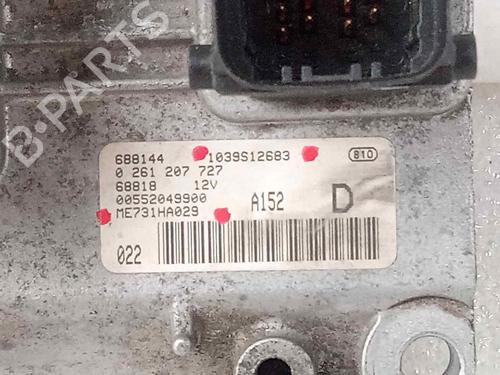 B-PARTS
688144 1039S12683 810
0 261 207 727
68818 12V
00552049900 A152 D
ME731HA029
022